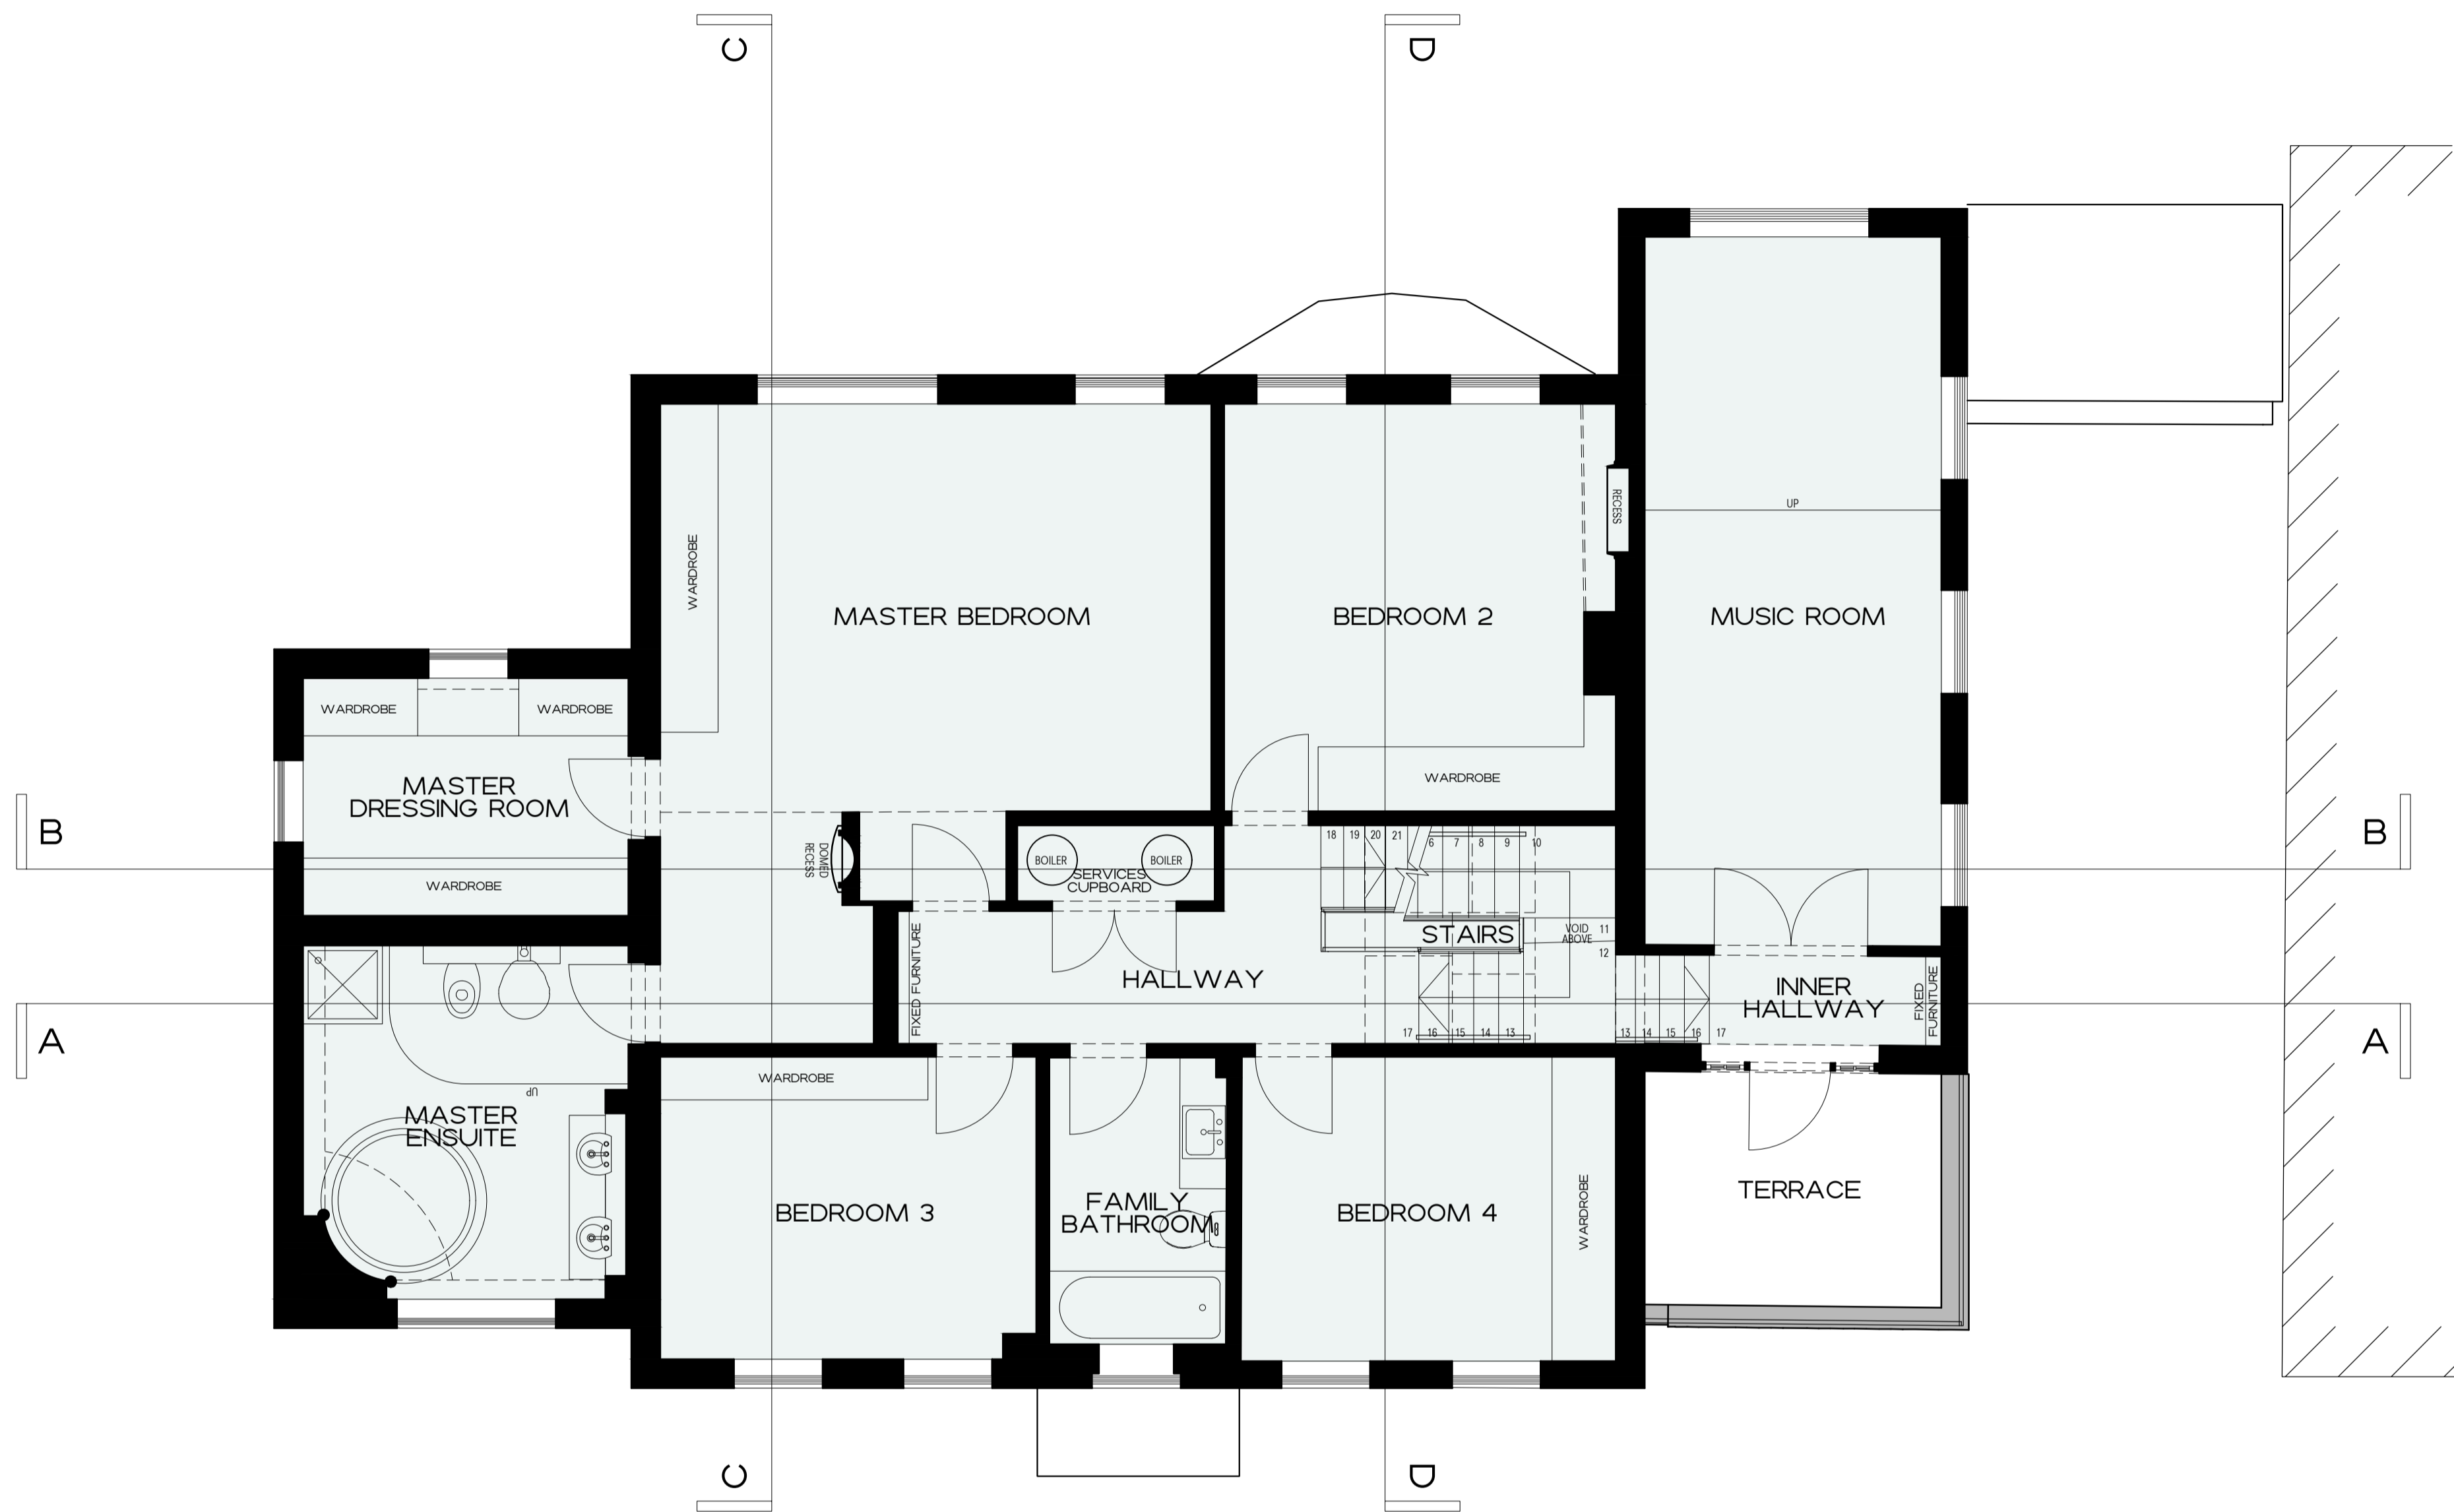 C
D
UP
RECESS
WARDROBE
MASTER BEDROOM
BEDROOM 2
MUSIC ROOM
WARDROBE
WARDROBE
WARDROBE
MASTER
DRESSING ROOM
B
B
18
19
20
21
6
7
8
9
10
DOMED
RECESS
BOILER
BOILER
SERVICES
CUPBOARD
WARDROBE
STAIRS
VOID
ABOVE
11
12
FIXED FURNITURE
HALLWAY
INNER
HALLWAY
FIXED
FURNITURE
A
17
16
15
14
13
13
14
15
16
17
A
WARDROBE
UP
MASTER
ENSUITE
BEDROOM 3
FAMILY
BATHROOM
BEDROOM 4
WARDROBE
TERRACE
C
D